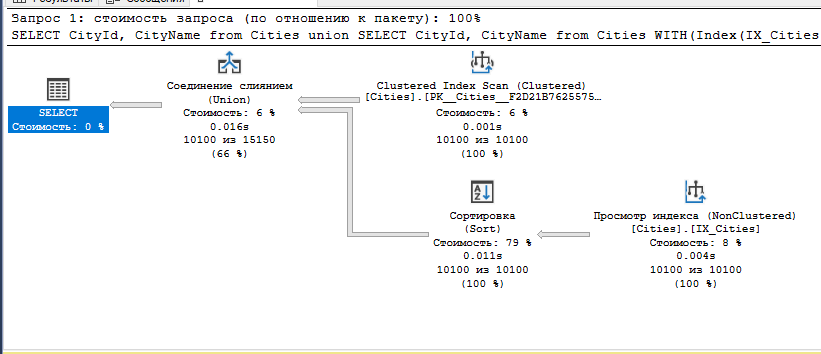 Результаты Сообщения
Запрос 1: стоимость запроса (по отношению к пакету): 100%
SELECT CityId, CityName from Cities union SELECT CityId, CityName from Cities WITH(Index(IX_Cities
SELECT
Стоимость: 0 %
Соединение слиянием
(Union)
Стоимость: 6 %
0.016s
10100 из 15150
(66 %)
Clustered Index Scan (Clustered)
[Cities].[PK__Cities__F2D21B7625575…
Стоимость: 6 %
0.001s
10100 из 10100
(100 %)
Сортировка
(Sort)
Стоимость: 79 %
0.011s
10100 из 10100
(100 %)
Просмотр индекса (NonClustered)
[Cities].[IX_Cities]
Стоимость: 8 %
0.004s
10100 из 10100
(100 %)